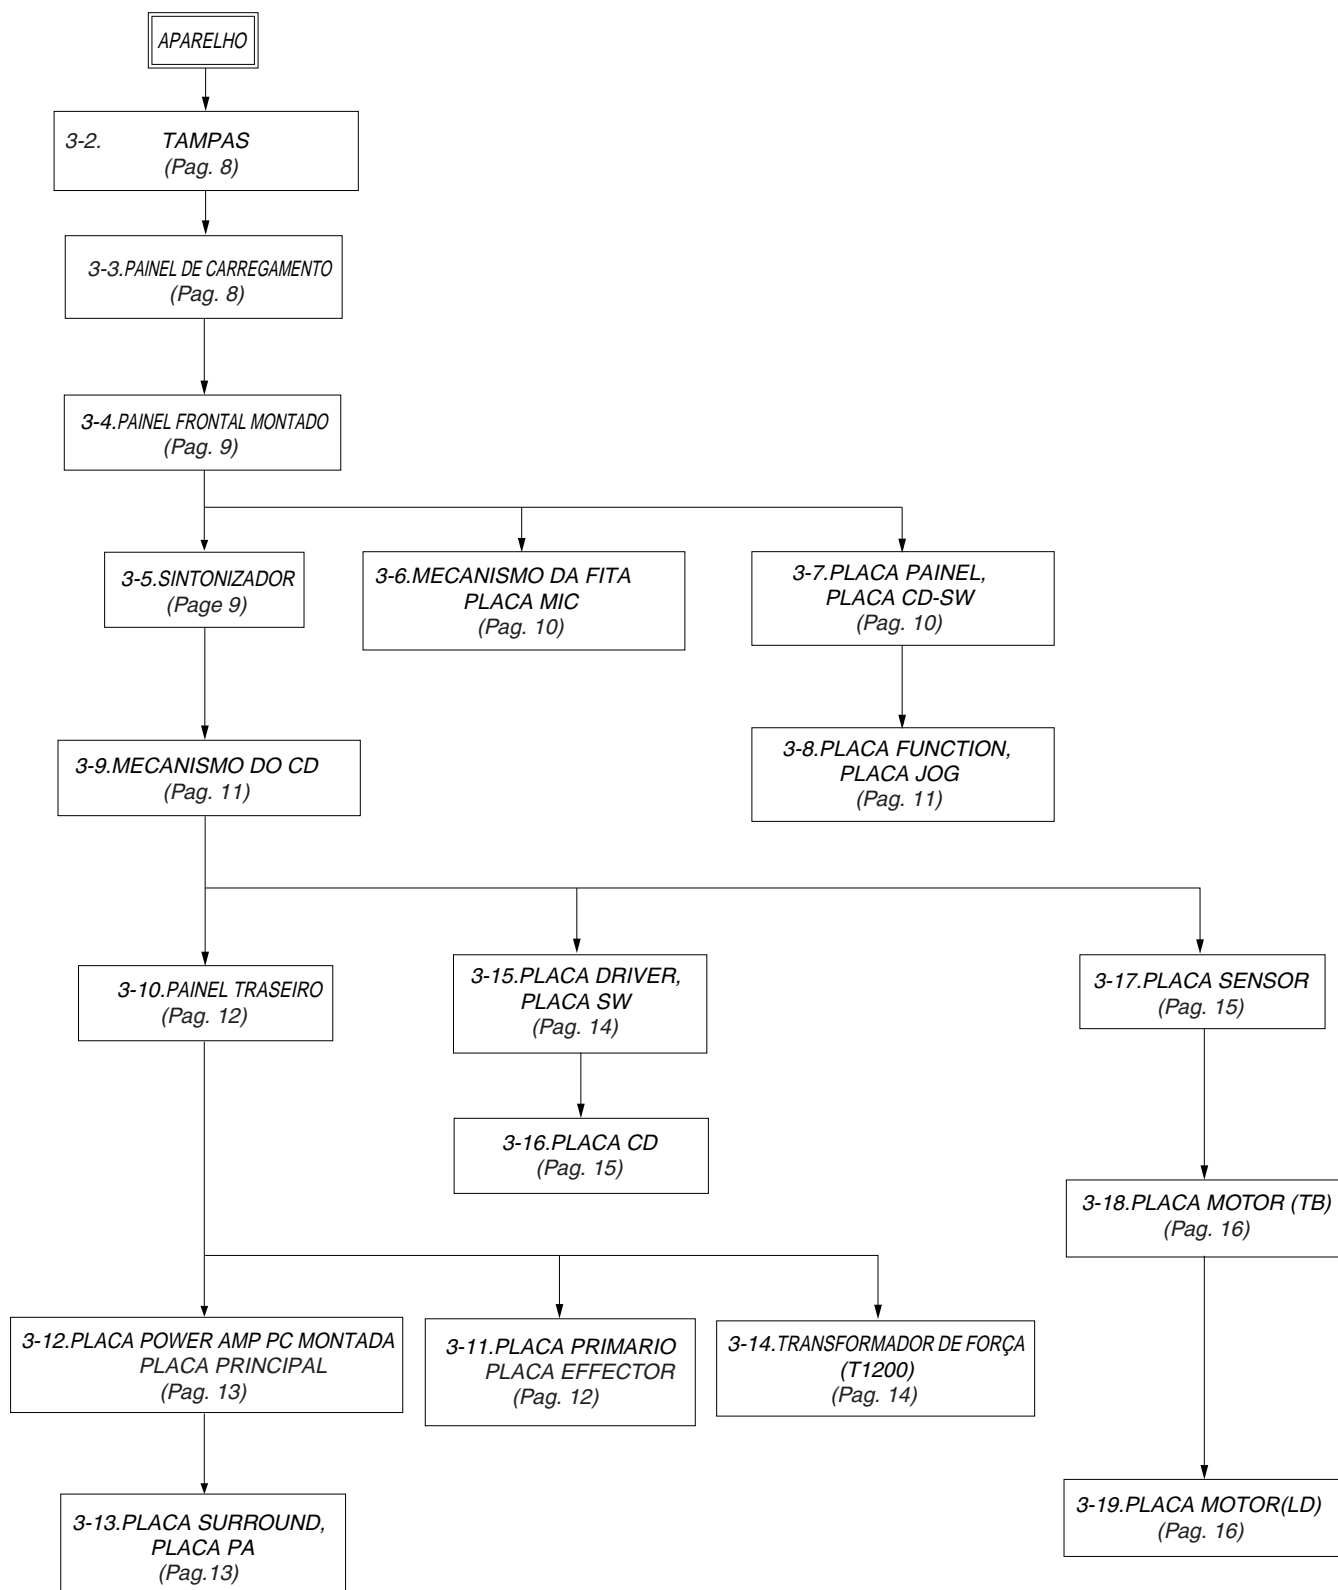 APARELHO
3-2. TAMPAS
(Pag. 8)
3-3.PAINEL DE CARREGAMENTO
(Pag. 8)
3-4.PAINEL FRONTAL MONTADO
(Pag. 9)
3-5.SINTONIZADOR
(Page 9)
3-6.MECANISMO DA FITA
PLACA MIC
(Pag. 10)
3-7.PLACA PAINEL,
PLACA CD-SW
(Pag. 10)
3-8.PLACA FUNCTION,
PLACA JOG
(Pag. 11)
3-9.MECANISMO DO CD
(Pag. 11)
3-10.PAINEL TRASEIRO
(Pag. 12)
3-15.PLACA DRIVER,
PLACA SW
(Pag. 14)
3-17.PLACA SENSOR
(Pag. 15)
3-16.PLACA CD
(Pag. 15)
3-18.PLACA MOTOR (TB)
(Pag. 16)
3-12.PLACA POWER AMP PC MONTADA
PLACA PRINCIPAL
(Pag. 13)
3-11.PLACA PRIMARIO
PLACA EFFECTOR
(Pag. 12)
3-14.TRANSFORMADOR DE FORÇA
(T1200)
(Pag. 14)
3-13.PLACA SURROUND,
PLACA PA
(Pag.13)
3-19.PLACA MOTOR(LD)
(Pag. 16)